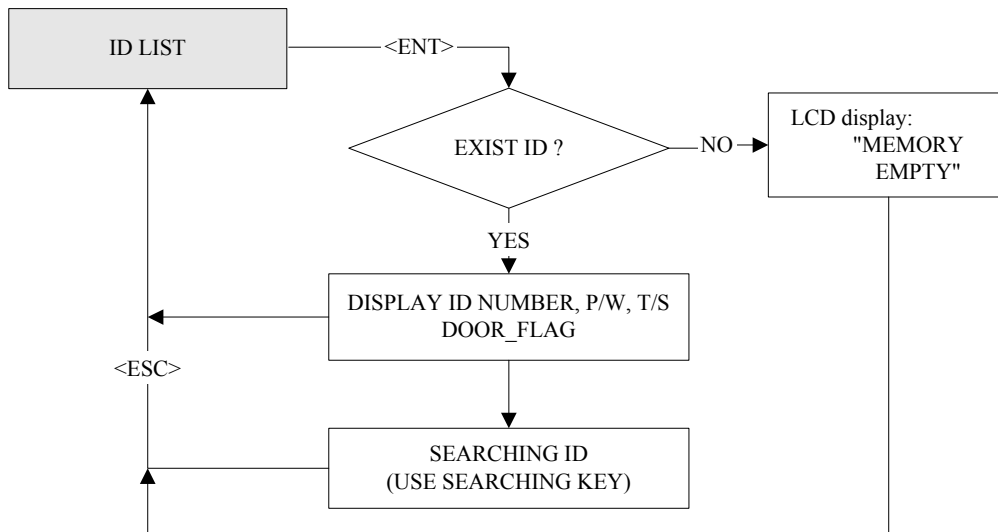 ID LIST
<ENT>
EXIST ID ?
NO
LCD display:
"MEMORY
EMPTY"
YES
DISPLAY ID NUMBER, P/W, T/S
DOOR_FLAG
<ESC>
SEARCHING ID
(USE SEARCHING KEY)